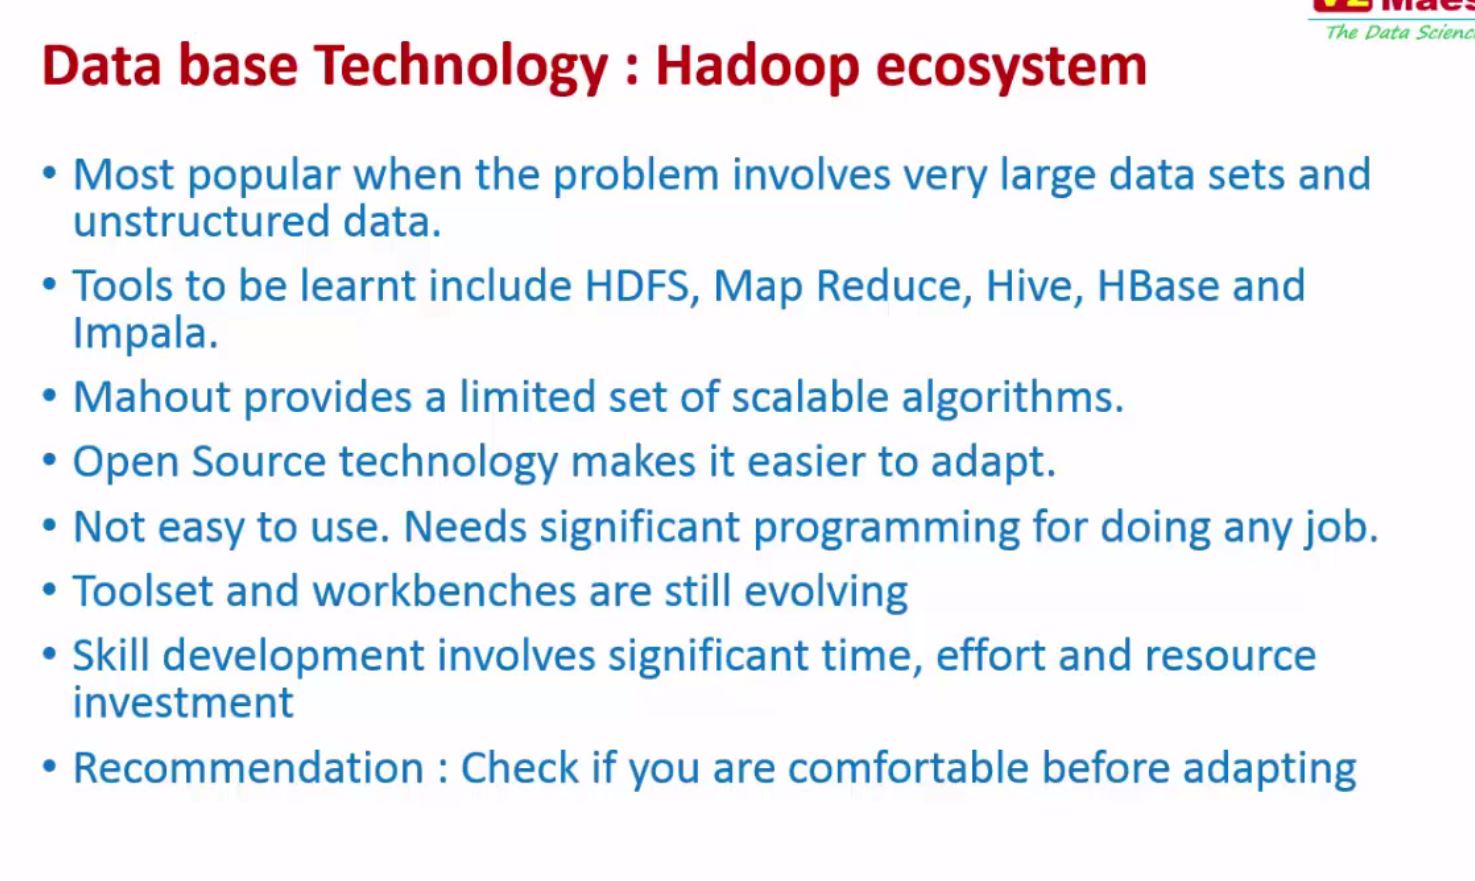 The Data Scienc
Data base Technology : Hadoop ecosystem
• Most popular when the problem involves very large data sets and
unstructured data.
• Tools to be learnt include HDFS, Map Reduce, Hive, HBase and
Impala.
• Mahout provides a limited set of scalable algorithms.
• Open Source technology makes it easier to adapt.
• Not easy to use. Needs significant programming for doing any job.
• Toolset and workbenches are still evolving
• Skill development involves significant time, effort and resource
investment
• Recommendation : Check if you are comfortable before adapting